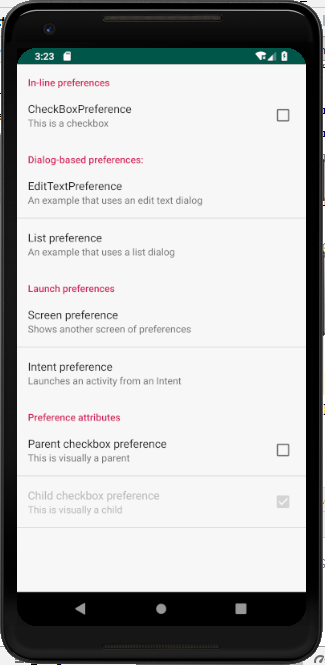 3:23
In-line preferences
CheckBoxPreference
This is a checkbox
Dialog-based preferences:
EditTextPreference
An example that uses an edit text dialog
List preference
An example that uses a list dialog
Launch preferences
Screen preference
Shows another screen of preferences
Intent preference
Launches an activity from an Intent
Preference attributes
Parent checkbox preference
This is visually a parent
Child checkbox preference
This is visually a child